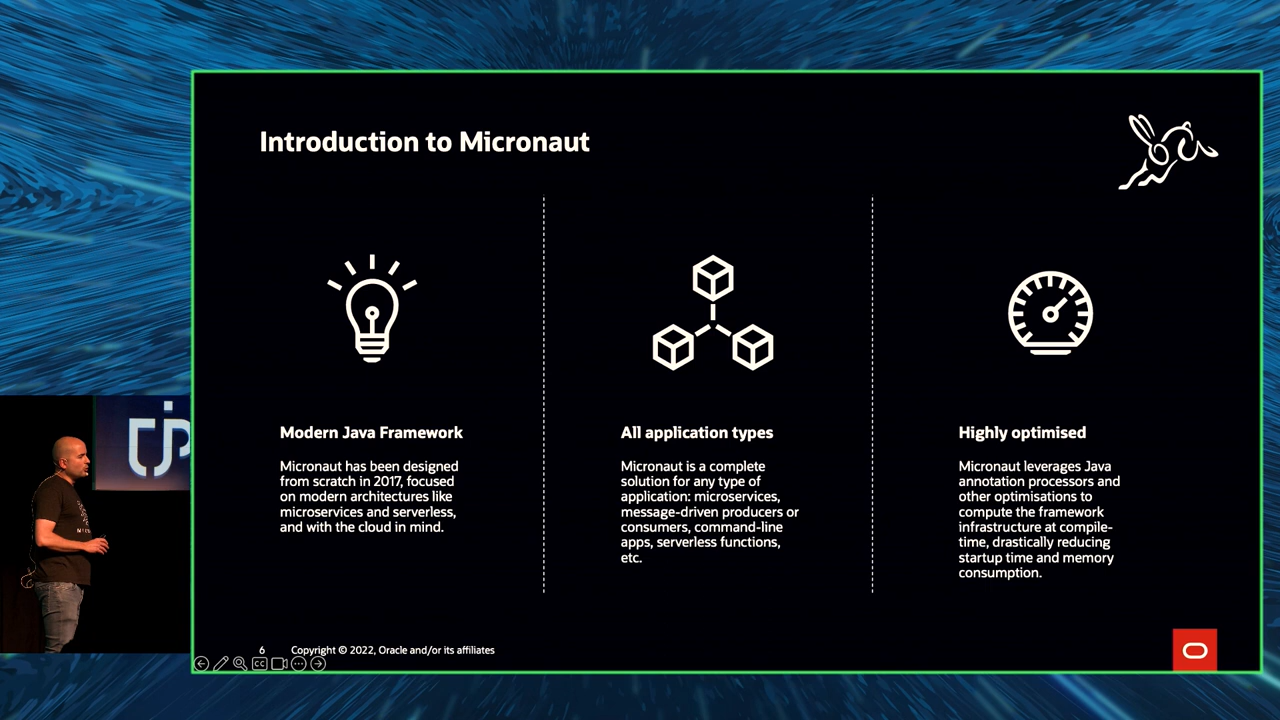 Introduction to Micronaut
Modern Java Framework
Micronaut has been designed
from scratch in 2017, focused
on modern architectures like
microservices and serverless,
and with the cloud in mind.
All application types
Micronaut is a complete
solution for any type of
application: microservices,
message-driven producers or
consumers, command-line
apps, serverless functions,
etc.
Highly optimised
Micronaut leverages Java
annotation processors and
other optimisations to
compute the framework
infrastructure at compile-
time, drastically reducing
startup time and memory
consumption.
6 Copyright © 2022, Oracle and/or its affiliates
CC